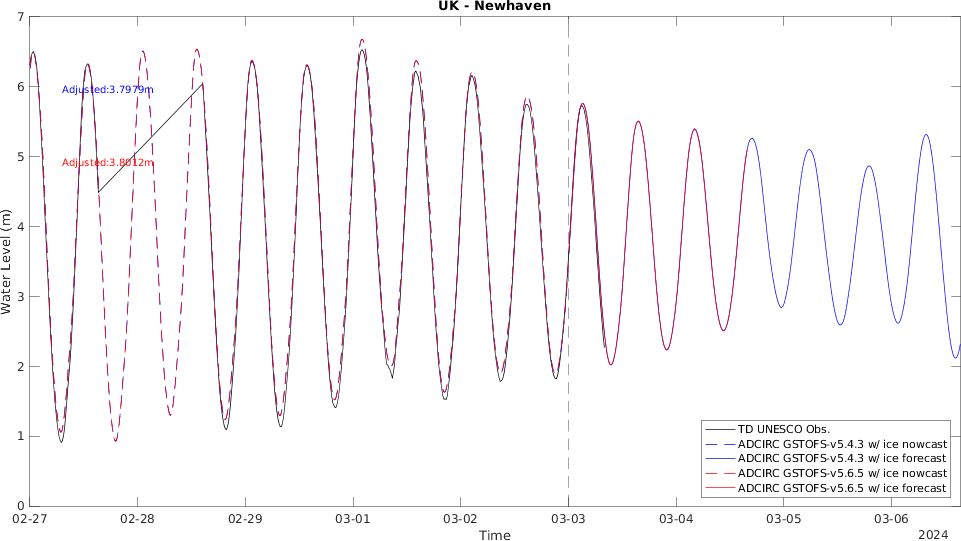 UK - Newhaven
7
6
5
4
3
2
1
0
Water Level (m)
Adjusted:3.7979m
Adjusted:3.8012m
TD UNESCO Obs.
ADCIRC GSTOFS-v5.4.3 w/ ice nowcast
ADCIRC GSTOFS-v5.4.3 w/ ice forecast
ADCIRC GSTOFS-v5.6.5 w/ ice nowcast
ADCIRC GSTOFS-v5.6.5 w/ ice forecast
02-27 02-28 02-29 03-01 03-02 03-03 03-04 03-05 03-06
Time
2024